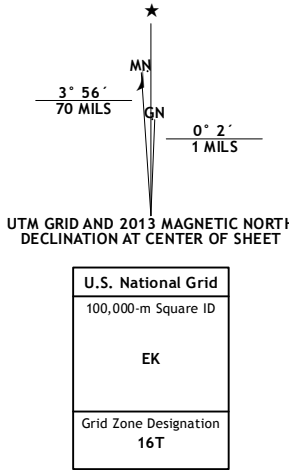 ★
MN
3° 56´
70 MILS
GN
0° 2´
1 MILS
UTM GRID AND 2013 MAGNETIC NORTH
DECLINATION AT CENTER OF SHEET
U.S. National Grid
100,000-m Square ID
EK
Grid Zone Designation
16T